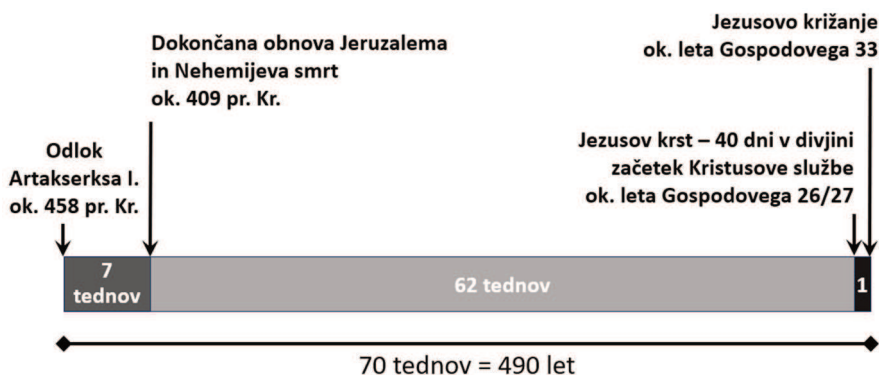 Jezusovo križanje
ok. leta Gospodovega 33
Dokončana obnova Jeruzalema
in Nehemijeva smrt
ok. 409 pr. Kr.
Jezusov krst – 40 dni v divjini
začetek Kristusove službe
ok. leta Gospodovega 26/27
Odlok
Artakserksa I.
ok. 458 pr. Kr.
7
tednov
62 tednov
1
70 tednov = 490 let